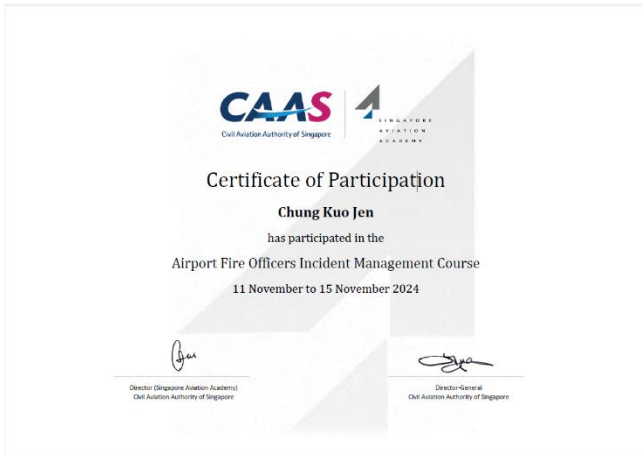 CAAS
Civil Aviation Authority of Singapore
SINGAPORE
AVIATION
ACADEMY
Certificate of Participation
Chung Kuo Jen
has participated in the
Airport Fire Officers Incident Management Course
11 November to 15 November 2024
Director (Singapore Aviation Academy)
Civil Aviation Authority of Singapore
Director-General
Civil Aviation Authority of Singapore